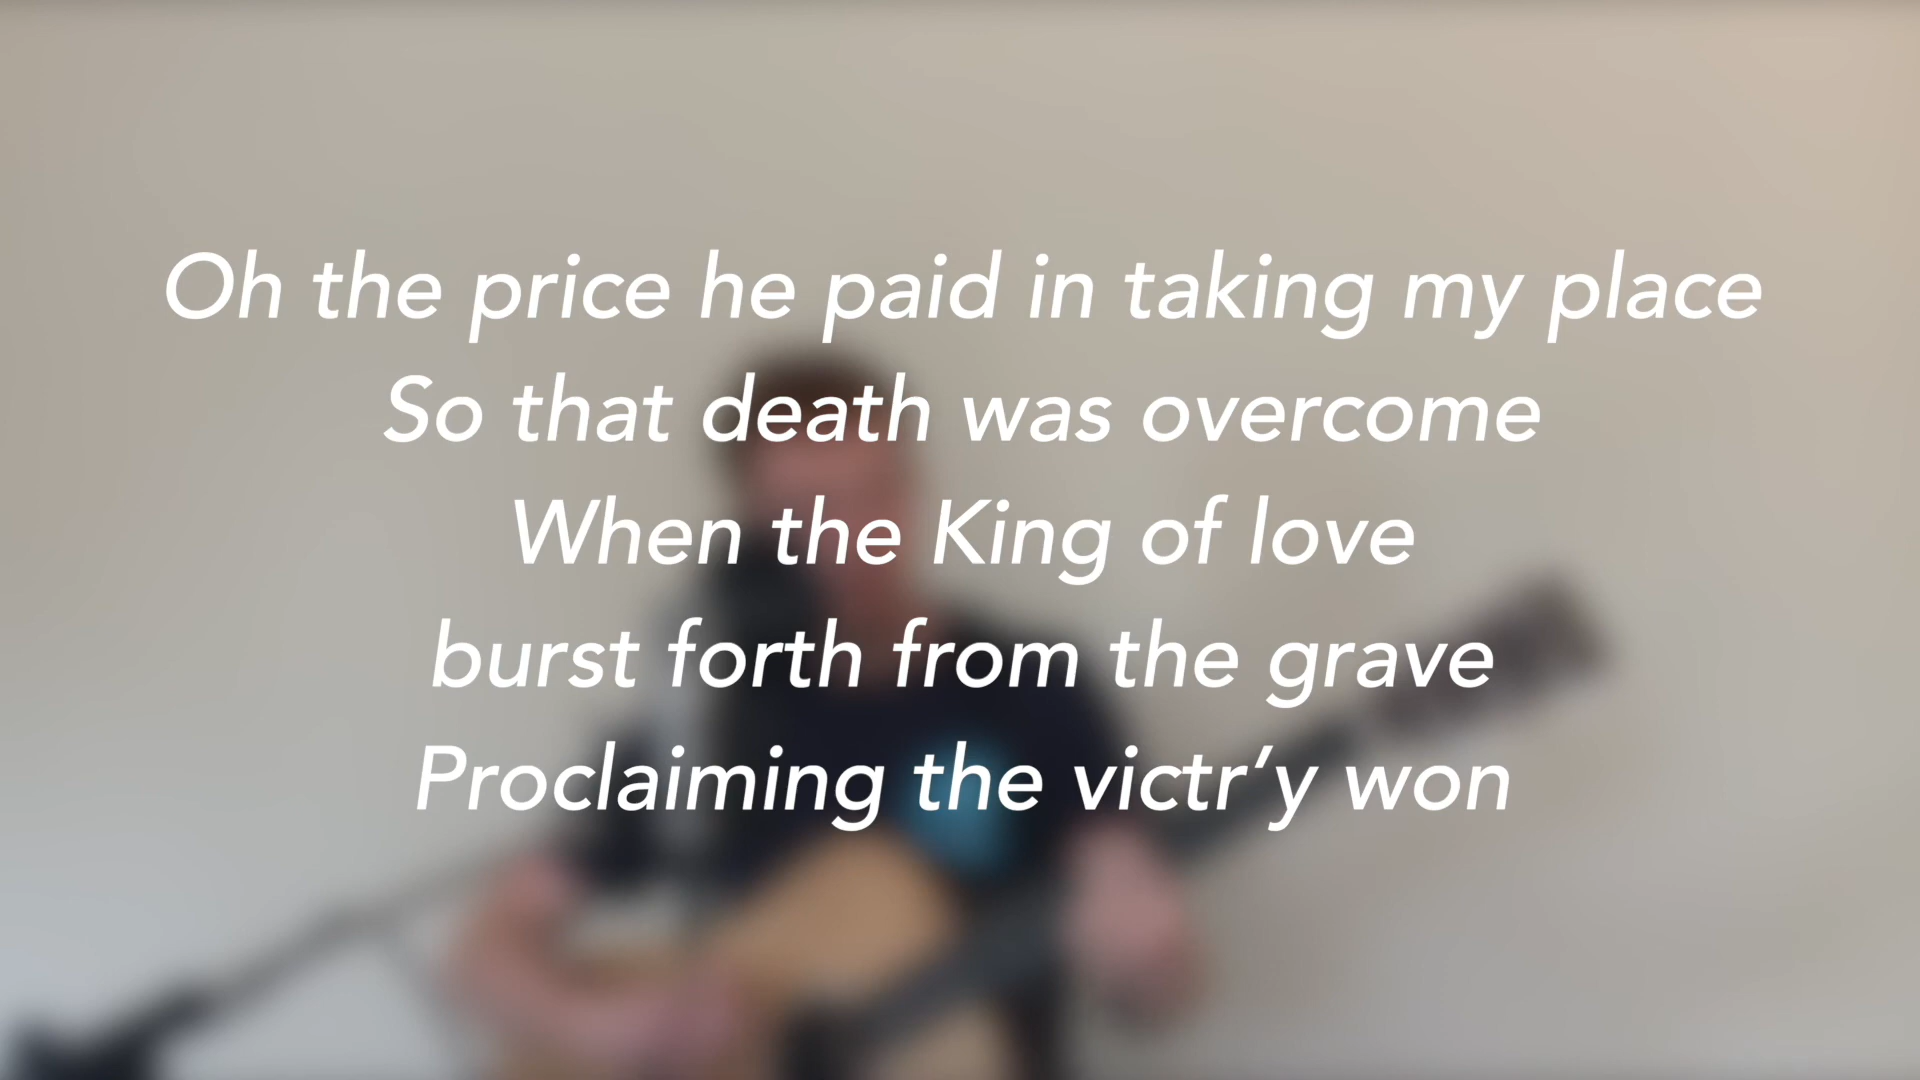 Oh the price he paid in taking my place
So that death was overcome
When the King of love
burst forth from the grave
Proclaiming the victr’y won